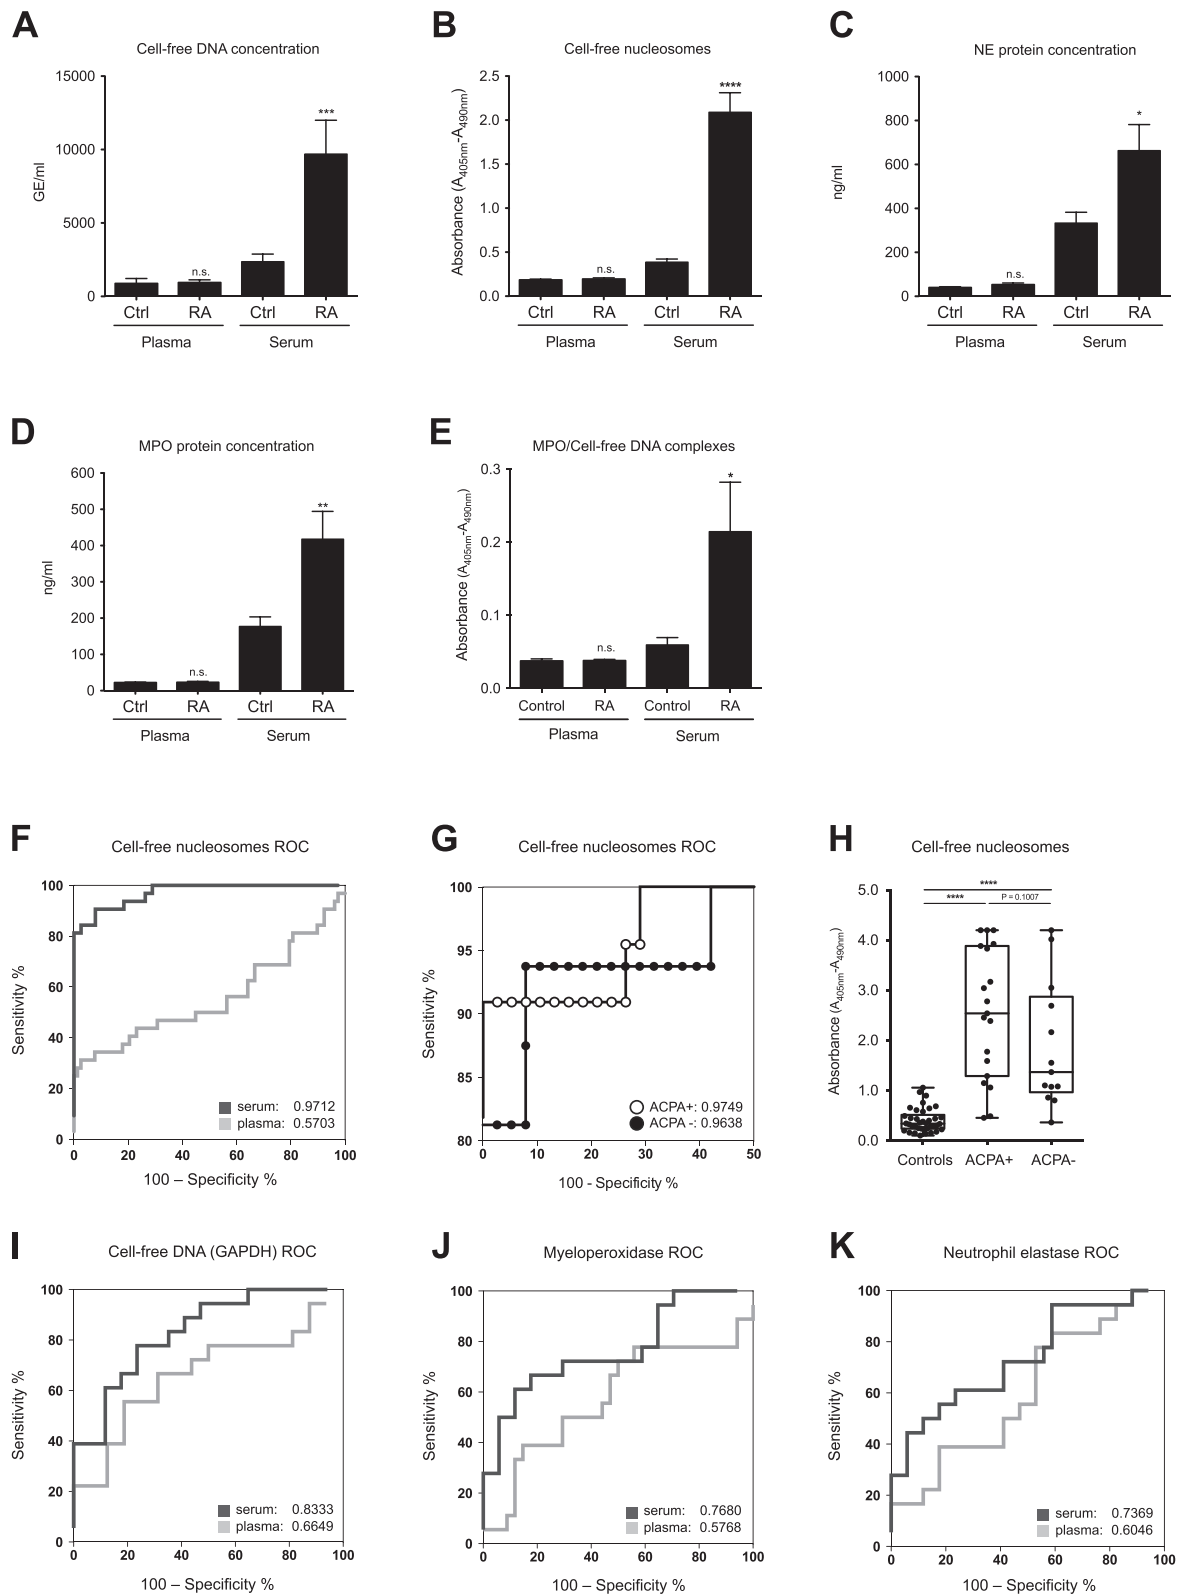 A
Cell-free DNA concentration
15000
10000
5000
0
GE/ml
***
n.s.
Ctrl RA Ctrl RA
Plasma Serum
B
Cell-free nucleosomes
2.5
2.0
1.5
1.0
0.5
0.0
Absorbance (A405nm-A490nm)
****
n.s.
Ctrl RA Ctrl RA
Plasma Serum
C
NE protein concentration
1000
800
600
400
200
0
ng/ml
*
n.s.
Ctrl RA Ctrl RA
Plasma Serum
D
MPO protein concentration
600
500
400
300
200
100
0
ng/ml
**
n.s.
Ctrl RA Ctrl RA
Plasma Serum
E
MPO/Cell-free DNA complexes
0.3
0.2
0.1
0.0
Absorbance (A405nm-A490nm)
*
n.s.
Control RA Control RA
Plasma Serum
F
Cell-free nucleosomes ROC
100
80
60
40
20
0
Sensitivity %
serum: 0.9712
plasma: 0.5703
0 20 40 60 80 100
100 – Specificity %
G
Cell-free nucleosomes ROC
100
95
90
85
80
Sensitivity %
ACPA+: 0.9749
ACPA -: 0.9638
0 10 20 30 40 50
100 - Specificity %
H
Cell-free nucleosomes
5.0
4.0
3.0
2.0
1.0
0.0
Absorbance (A405nm-A490nm)
****
**** P = 0.1007
Controls ACPA+ ACPA-
I
Cell-free DNA (GAPDH) ROC
100
80
60
40
20
0
Sensitivity %
serum: 0.8333
plasma: 0.6649
0 20 40 60 80 100
100 – Specificity %
J
Myeloperoxidase ROC
100
80
60
40
20
0
Sensitivity %
serum: 0.7680
plasma: 0.5768
0 20 40 60 80 100
100 – Specificity %
K
Neutrophil elastase ROC
100
80
60
40
20
0
Sensitivity %
serum: 0.7369
plasma: 0.6046
0 20 40 60 80 100
100 – Specificity %